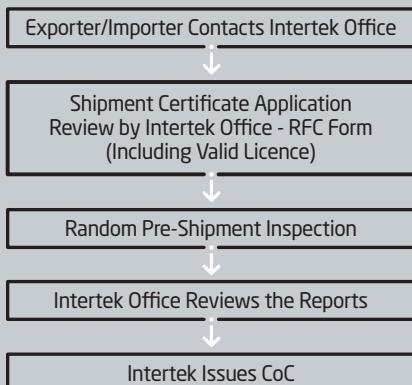 Exporter/Importer Contacts Intertek Office
Shipment Certificate Application
Review by Intertek Office - RFC Form
(Including Valid Licence)
Random Pre-Shipment Inspection
Intertek Office Reviews the Reports
Intertek Issues CoC